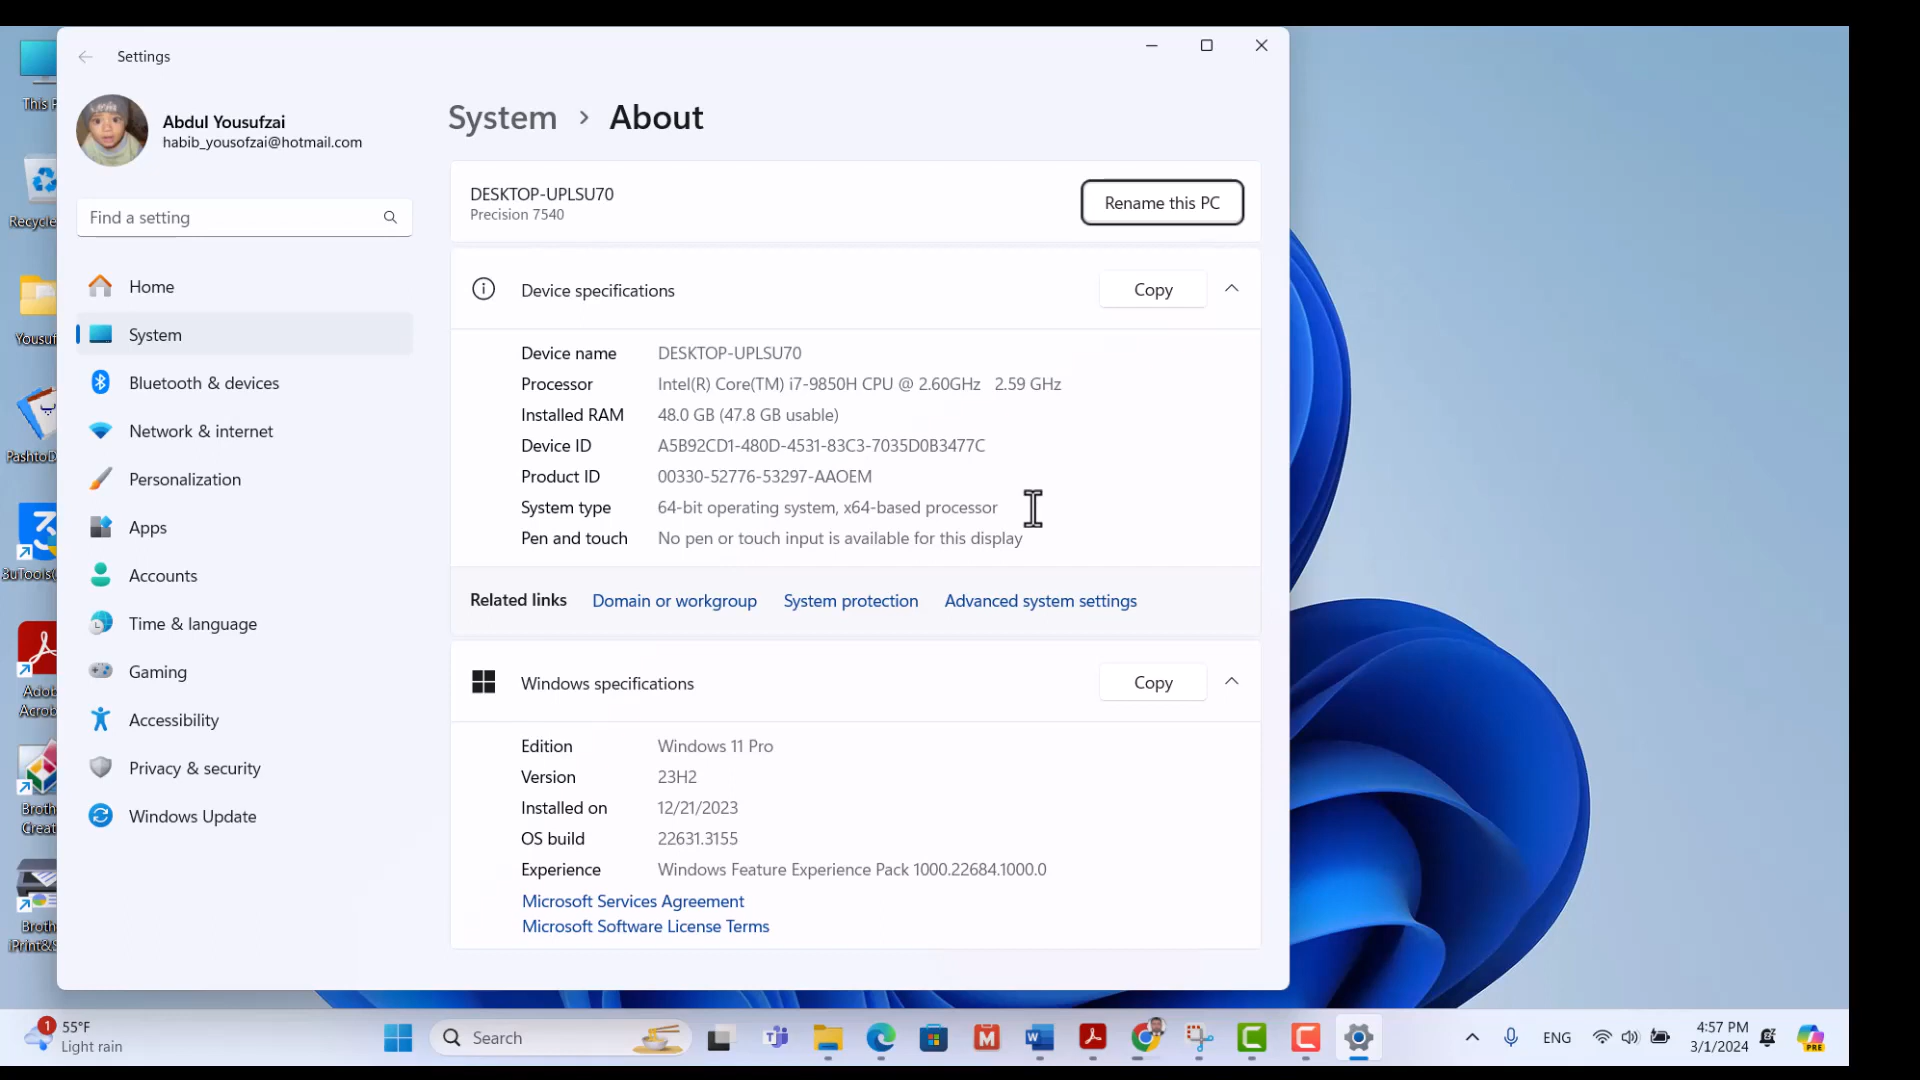 Settings
Abdul Yousufzai
habib_yousofzai@hotmail.com
Find a setting
Home
System
Bluetooth & devices
Network & internet
Personalization
Apps
Accounts
Time & language
Gaming
Accessibility
Privacy & security
Windows Update
System > About
DESKTOP-UPLSU70
Precision 7540
Rename this PC
Device specifications
Copy
Device name DESKTOP-UPLSU70
Processor Intel(R) Core(TM) i7-9850H CPU @ 2.60GHz 2.59 GHz
Installed RAM 48.0 GB (47.8 GB usable)
Device ID A5B92CD1-480D-4531-83C3-7035D0B3477C
Product ID 00330-52776-53297-AAOEM
System type 64-bit operating system, x64-based processor
Pen and touch No pen or touch input is available for this display
Related links Domain or workgroup System protection Advanced system settings
Windows specifications
Copy
Edition Windows 11 Pro
Version 23H2
Installed on 12/21/2023
OS build 22631.3155
Experience Windows Feature Experience Pack 1000.22684.1000.0
Microsoft Services Agreement
Microsoft Software License Terms
This P
Recycle
Yousuf
PashtoD
3uTools(
Adob
Acrob
Broth
Creat
Broth
iPrint&S
1
55°F
Light rain
Search
ENG
4:57 PM
3/1/2024
PRE